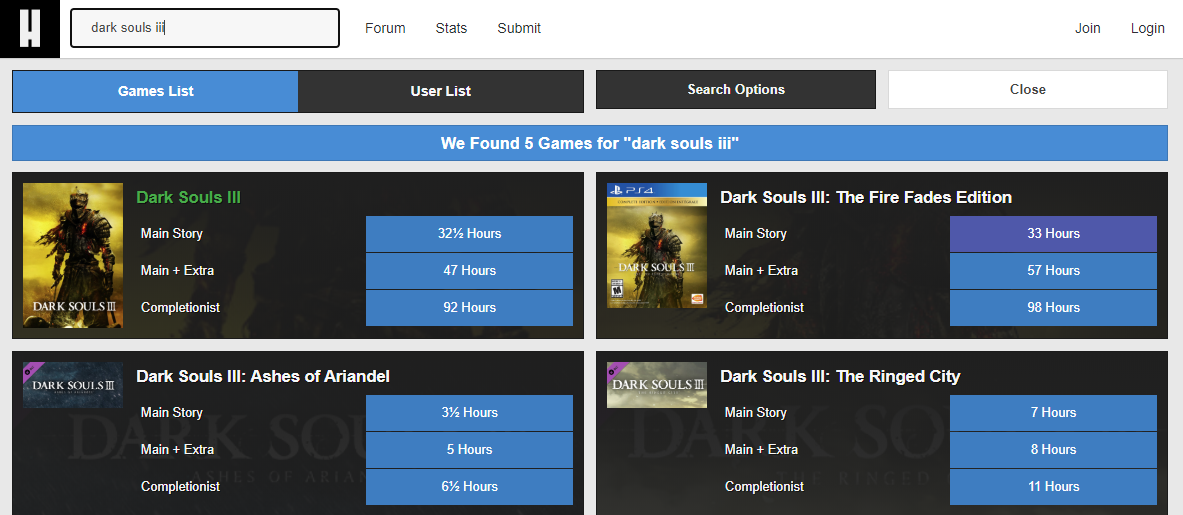 H
dark souls iii
Forum
Stats
Submit
Join
Login
Games List
User List
Search Options
Close
We Found 5 Games for "dark souls iii"
DARK SOULS III
Dark Souls III
Main Story
32½ Hours
Main + Extra
47 Hours
Completionist
92 Hours
PS4
DARK SOULS III
Dark Souls III: The Fire Fades Edition
Main Story
33 Hours
Main + Extra
57 Hours
Completionist
98 Hours
DARK SOULS III
ASHES OF ARIANDEL
Dark Souls III: Ashes of Ariandel
Main Story
3½ Hours
Main + Extra
5 Hours
Completionist
6½ Hours
DARK SOULS III
THE RINGED CITY
Dark Souls III: The Ringed City
Main Story
7 Hours
Main + Extra
8 Hours
Completionist
11 Hours